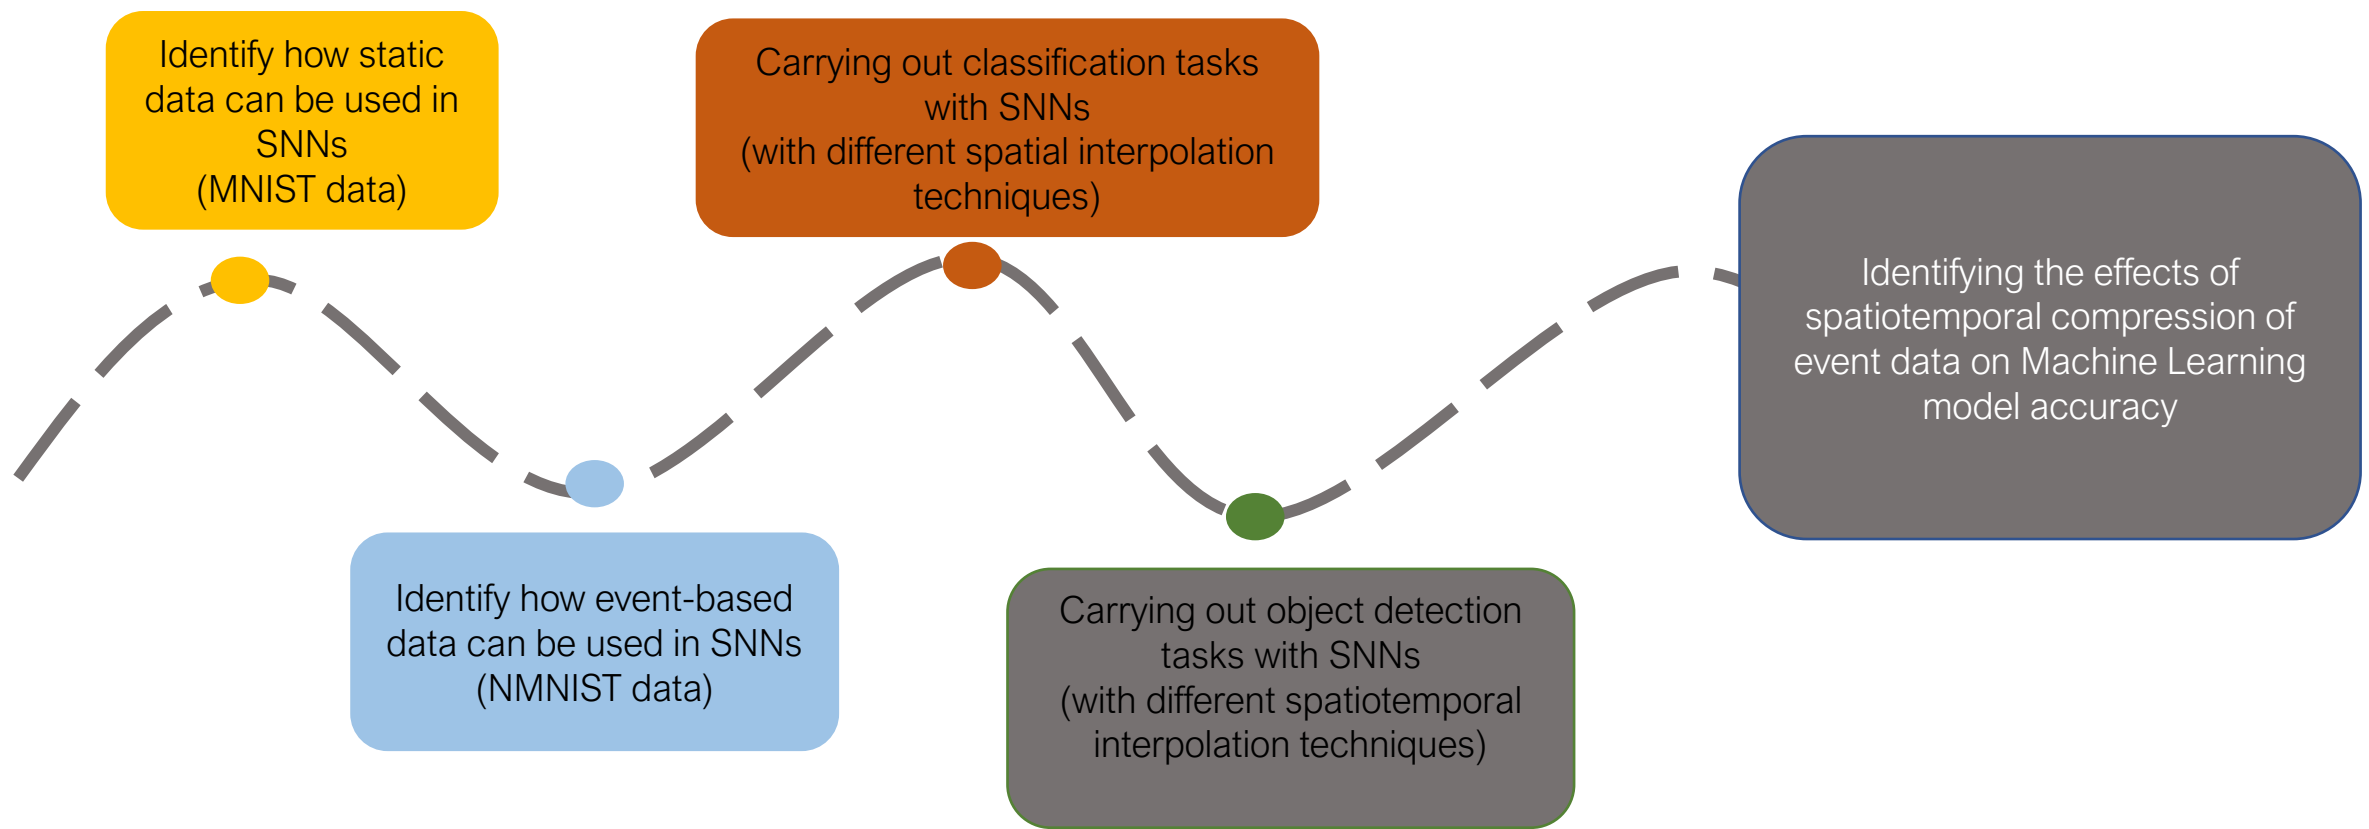 Identify how static
data can be used in
SNNs
(MNIST data)
Carrying out classification tasks
with SNNs
(with different spatial interpolation
techniques)
Identifying the effects of
spatiotemporal compression of
event data on Machine Learning
model accuracy
Identify how event-based
data can be used in SNNs
(NMNIST data)
Carrying out object detection
tasks with SNNs
(with different spatiotemporal
interpolation techniques)